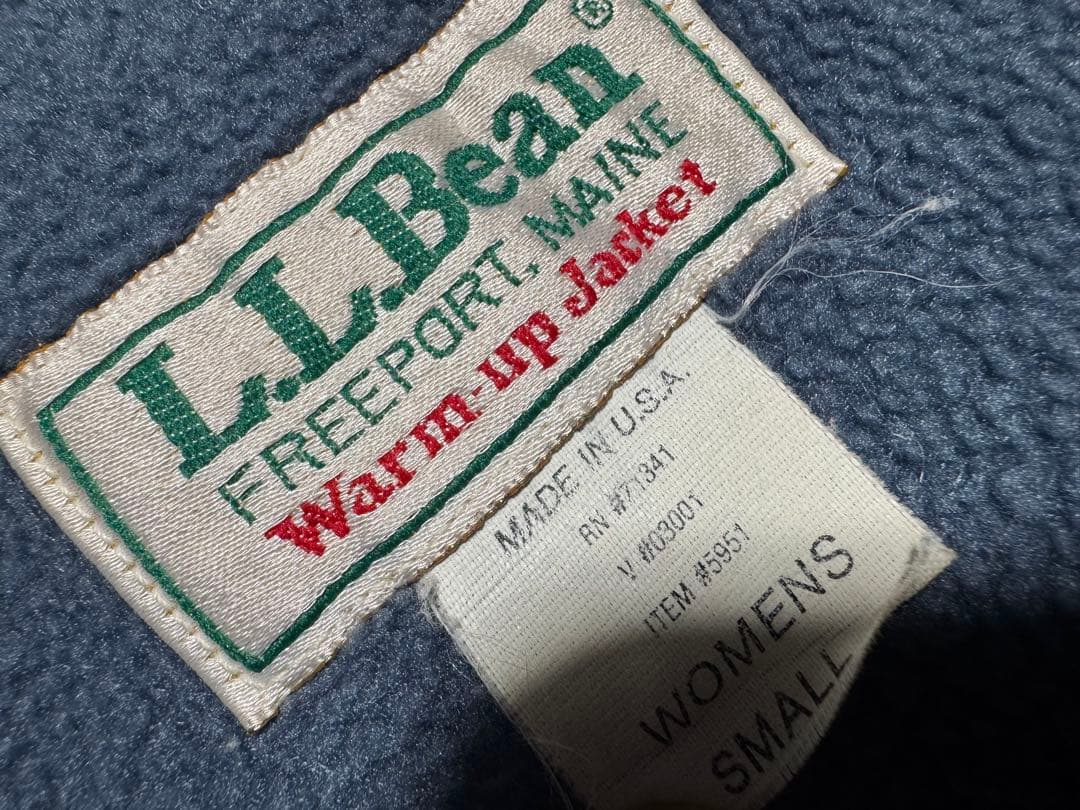 L.L.Bean®
FREEPORT, MAINE
Warm-up Jacket
MADE IN U.S.A.
RN #71341
V #03001
ITEM #5951
WOMENS
SMALL